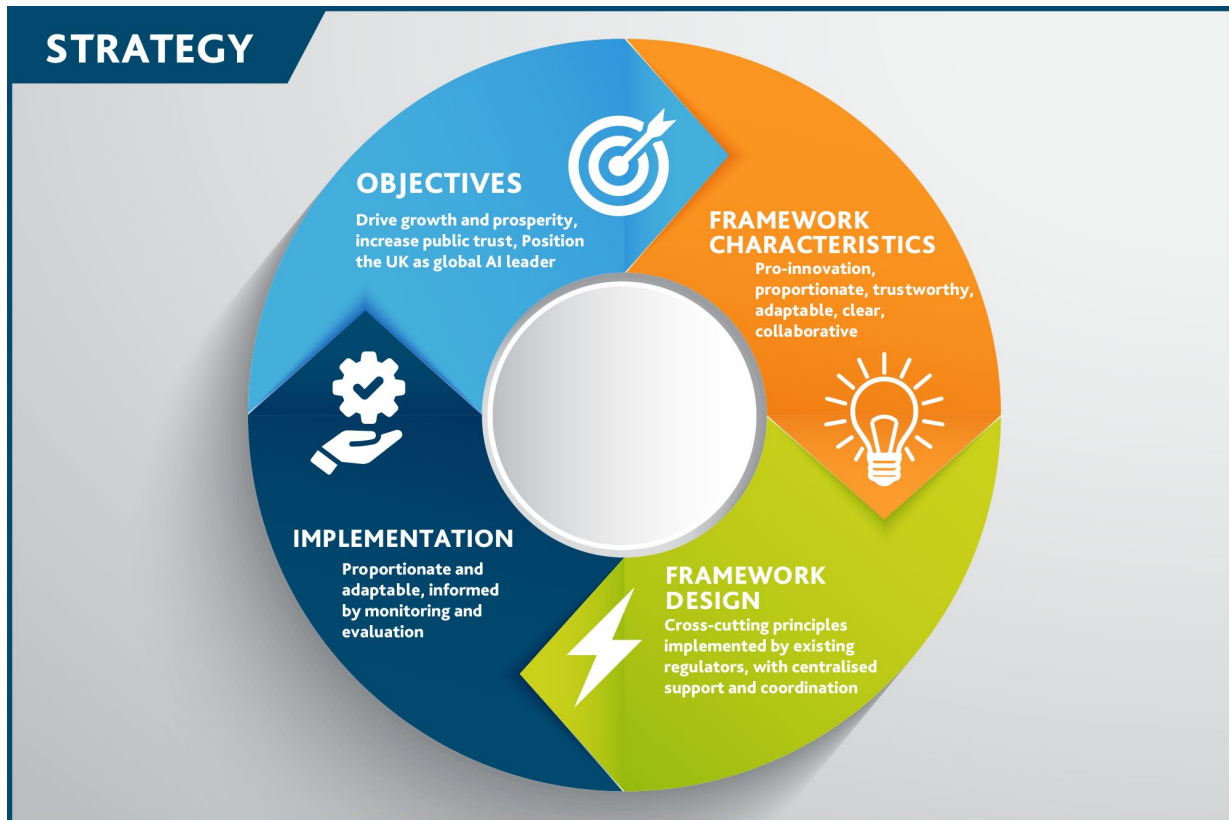 STRATEGY
OBJECTIVES
Drive growth and prosperity,
increase public trust, Position
the UK as global AI leader
FRAMEWORK
CHARACTERISTICS
Pro-innovation,
proportionate, trustworthy,
adaptable, clear,
collaborative
FRAMEWORK
DESIGN
Cross-cutting principles
implemented by existing
regulators, with centralised
support and coordination
IMPLEMENTATION
Proportionate and
adaptable, informed
by monitoring and
evaluation